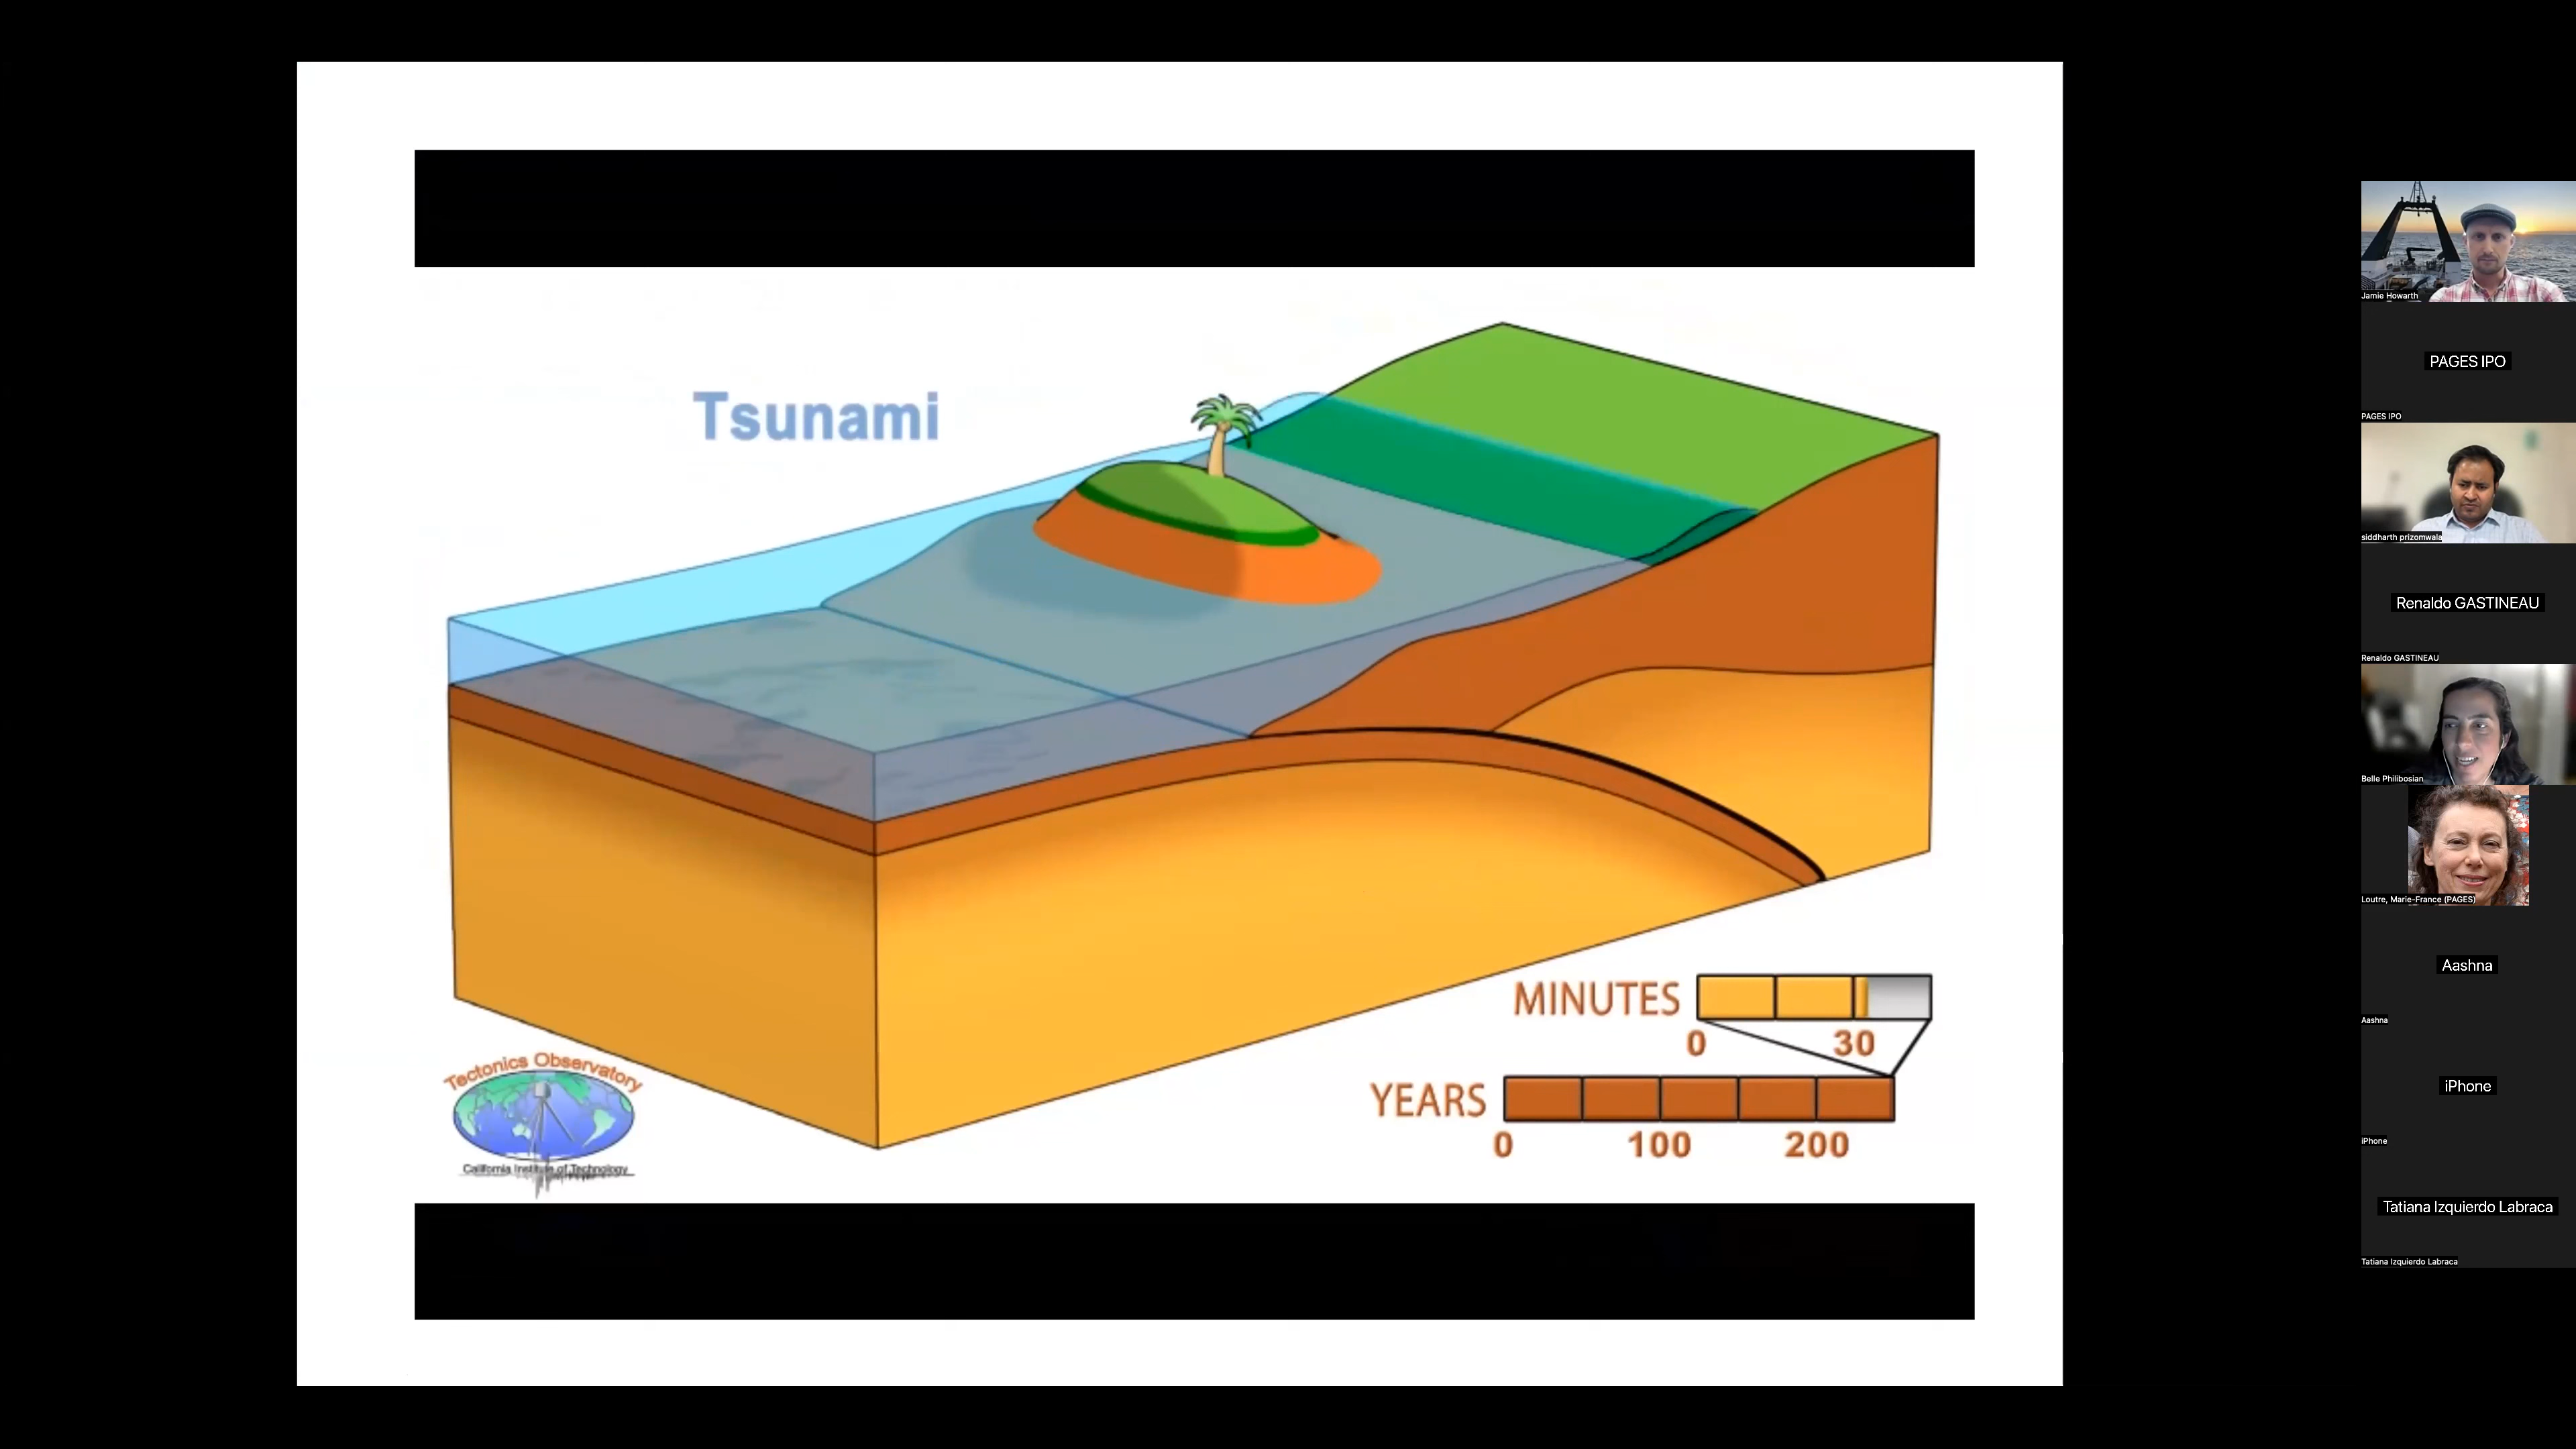 Tsunami
MINUTES
0 30
YEARS
0 100 200
Tectonics Observatory
California Institute of Technology
Jamie Howarth
PAGES IPO
PAGES IPO
siddharth prizomwala
Renaldo GASTINEAU
Renaldo GASTINEAU
Belle Philibosian
Loutre, Marie-France (PAGES)
Aashna
Aashna
iPhone
iPhone
Tatiana Izquierdo Labraca
Tatiana Izquierdo Labraca